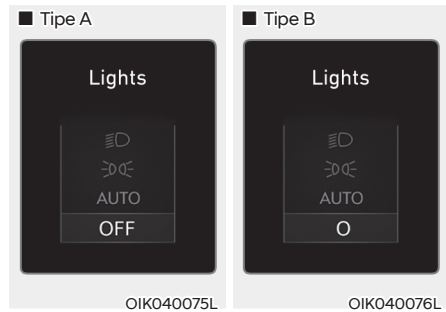 ■ Tipe A
Lights
AUTO
OFF
OIK040075L
■ Tipe B
Lights
AUTO
O
OIK040076L